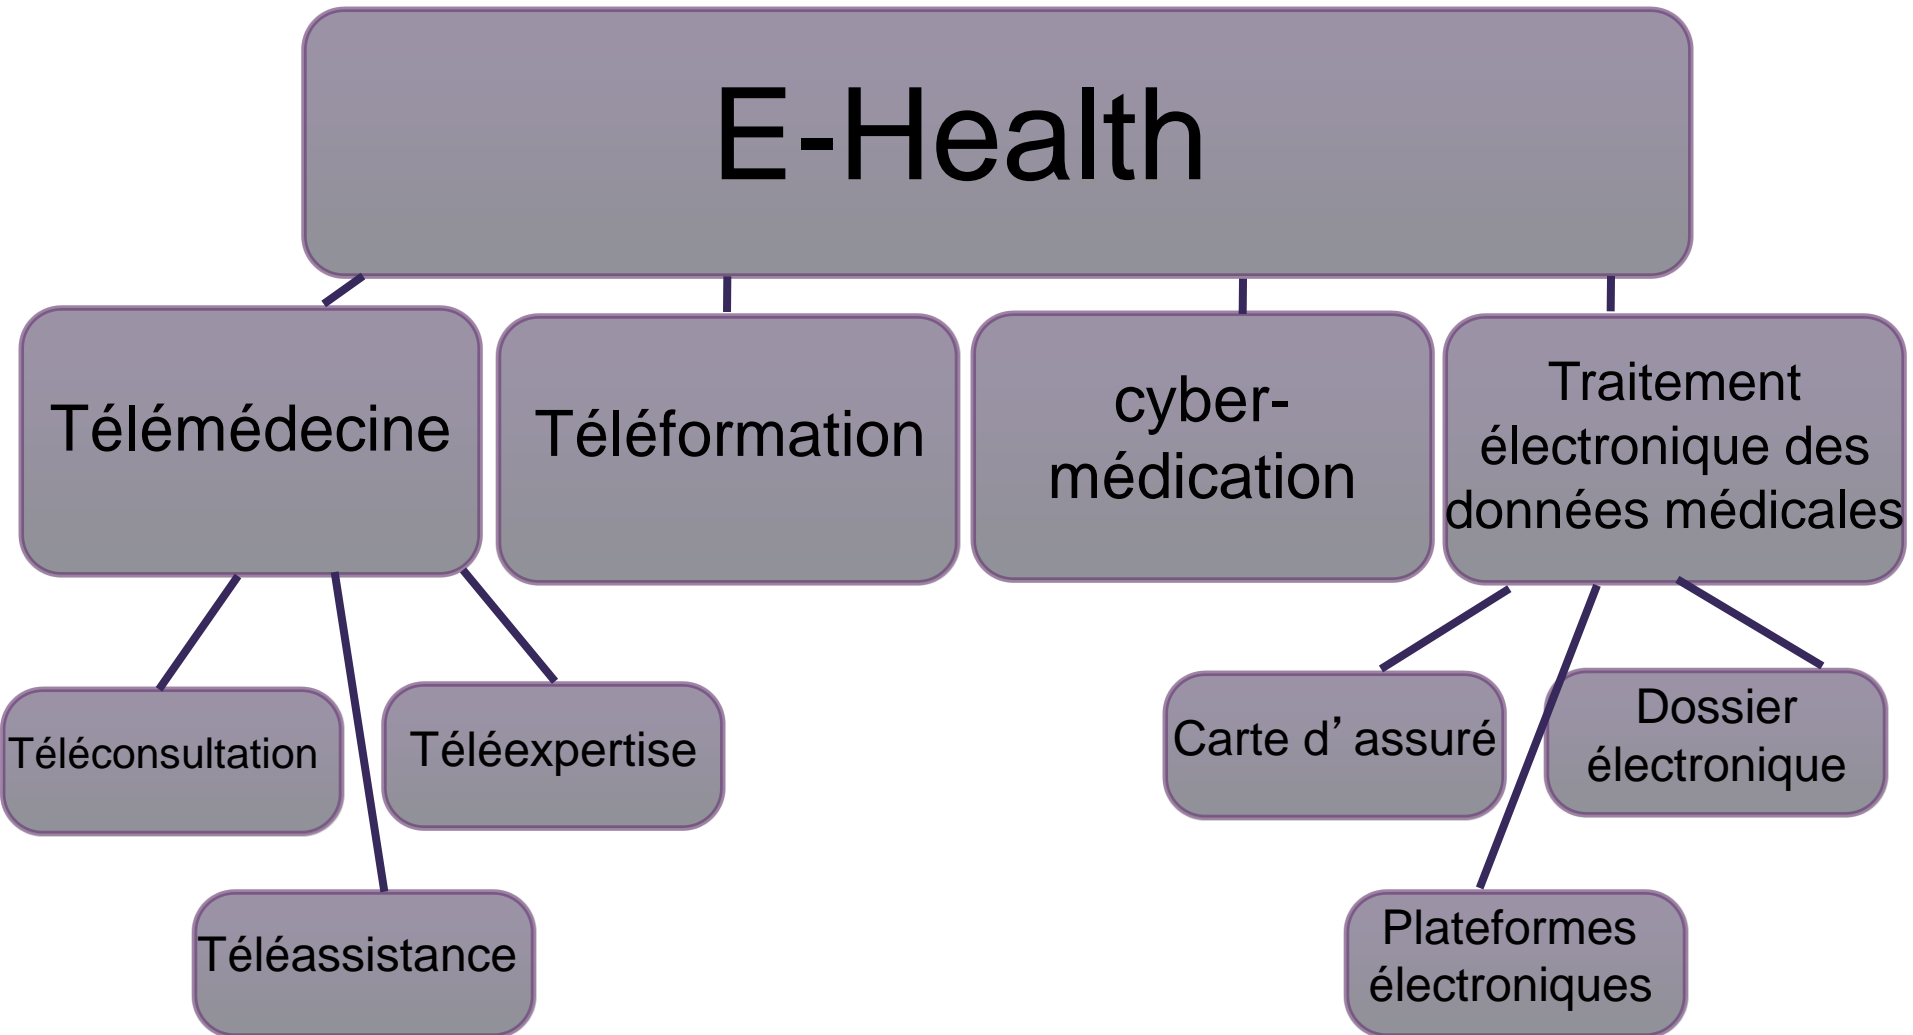 E-Health
Télémédecine
Téléformation
cyber-
médication
Traitement
électronique des
données médicales
Téléconsultation
Téléexpertise
Carte d’ assuré
Dossier
électronique
Téléassistance
Plateformes
électroniques